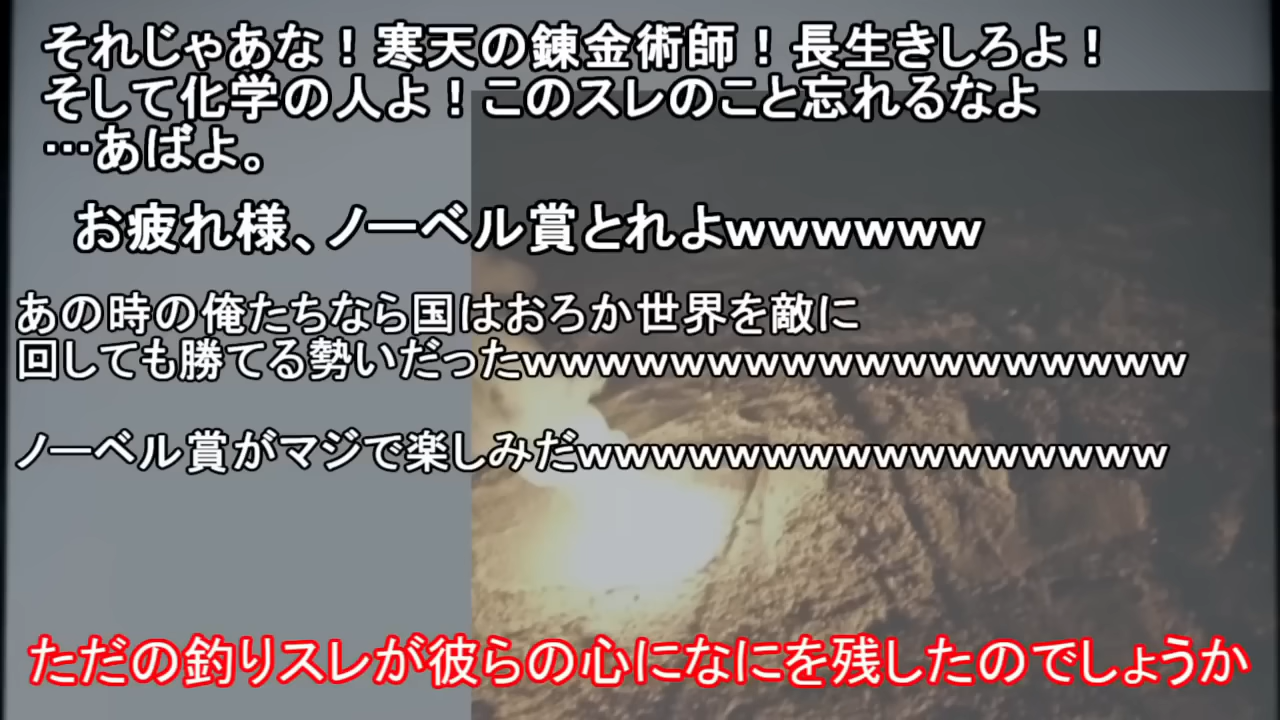 それじゃあな！寒天の錬金術師！長生きしろよ！
そして化学の人よ！このスレのこと忘れるなよ
…あばよ。
お疲れ様、ノーベル賞とれよwwwwwww
あの時の俺たちなら国はおろか世界を敵に
回しても勝てる勢いだったwwwwwwwwwwwwwwwwww
ノーベル賞がマジで楽しみだwwwwwwwwwwwwwwww
ただの釣りスレが彼らの心になにを残したのでしょうか